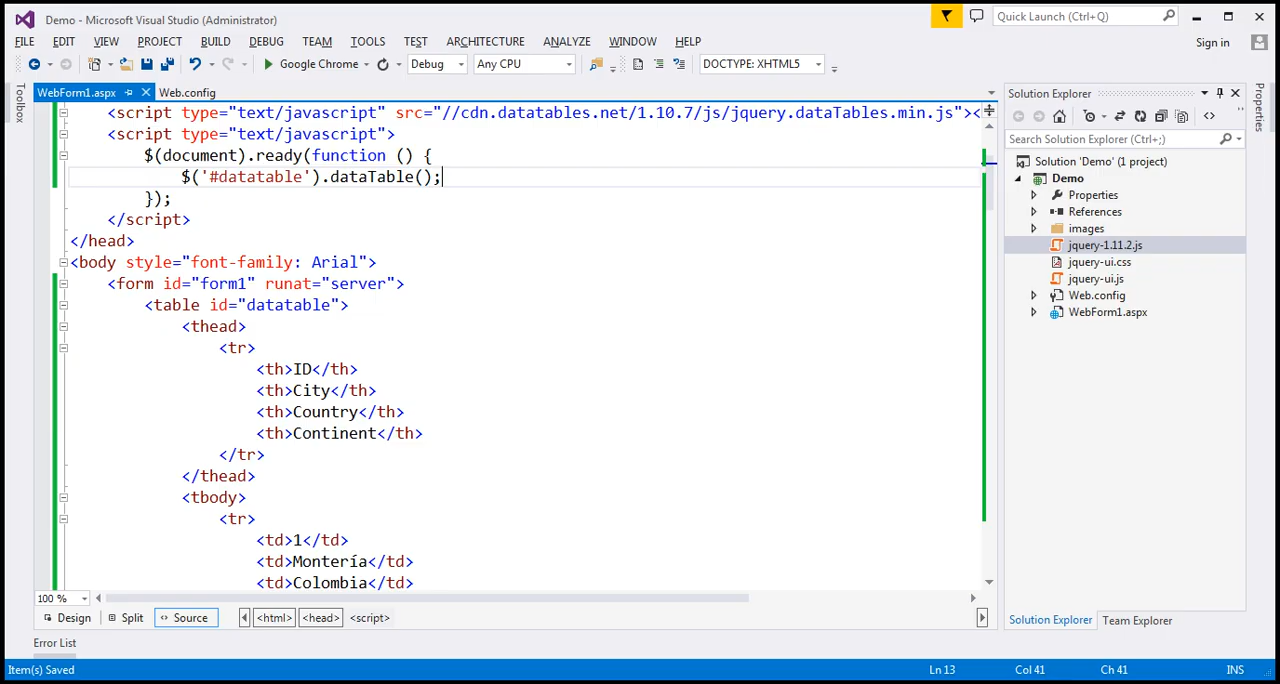 Demo - Microsoft Visual Studio (Administrator)
Quick Launch (Ctrl+Q)
FILE EDIT VIEW PROJECT BUILD DEBUG TEAM TOOLS TEST ARCHITECTURE ANALYZE WINDOW HELP
Sign in
Google Chrome Debug Any CPU DOCTYPE: XHTML5
Toolbox
WebForm1.aspx Web.config
<script type="text/javascript" src="//cdn.datatables.net/1.10.7/js/jquery.dataTables.min.js"><
<script type="text/javascript">
$(document).ready(function () {
$('#datatable').dataTable();
});
</script>
</head>
<body style="font-family: Arial">
<form id="form1" runat="server">
<table id="datatable">
<thead>
<tr>
<th>ID</th>
<th>City</th>
<th>Country</th>
<th>Continent</th>
</tr>
</thead>
<tbody>
<tr>
<td>1</td>
<td>Montería</td>
<td>Colombia</td>
100 %
Design Split <> Source <html> <head> <script>
Error List
Solution Explorer
Search Solution Explorer (Ctrl+;)
Solution 'Demo' (1 project)
Demo
Properties
References
images
jquery-1.11.2.js
jquery-ui.css
jquery-ui.js
Web.config
WebForm1.aspx
Solution Explorer Team Explorer
Properties
Item(s) Saved Ln 13 Col 41 Ch 41 INS